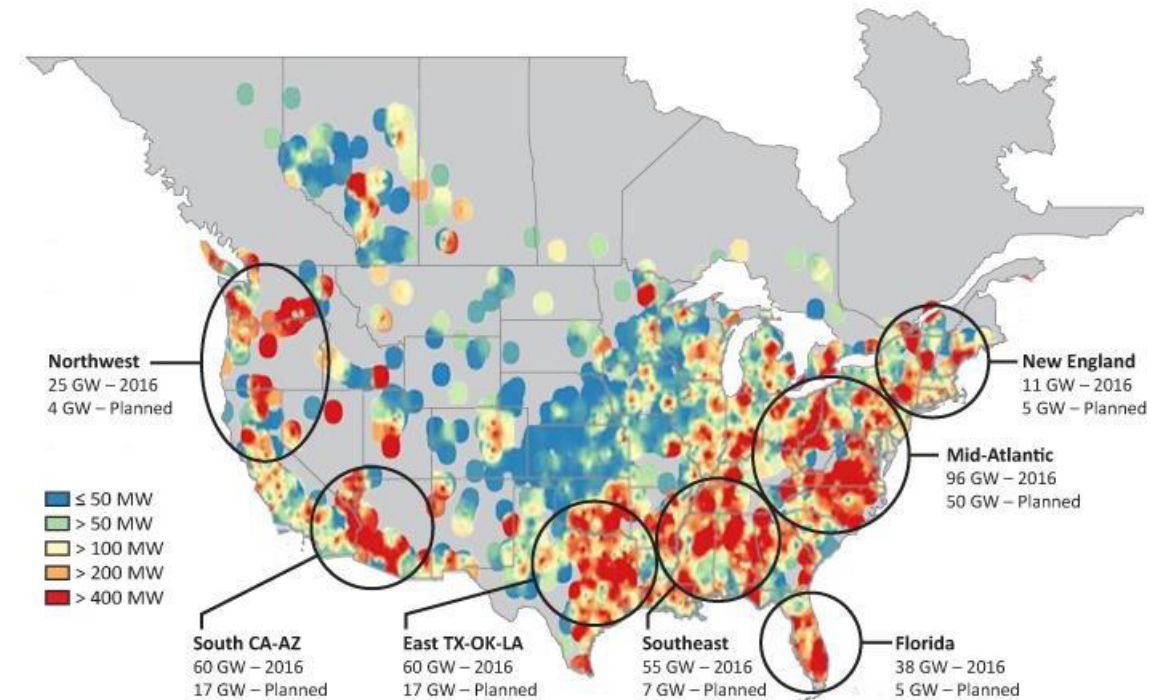 Northwest
25 GW – 2016
4 GW – Planned
New England
11 GW – 2016
5 GW – Planned
Mid-Atlantic
96 GW – 2016
50 GW – Planned
≤ 50 MW
> 50 MW
> 100 MW
> 200 MW
> 400 MW
South CA-AZ
60 GW – 2016
17 GW – Planned
East TX-OK-LA
60 GW – 2016
17 GW – Planned
Southeast
55 GW – 2016
7 GW – Planned
Florida
38 GW – 2016
5 GW – Planned